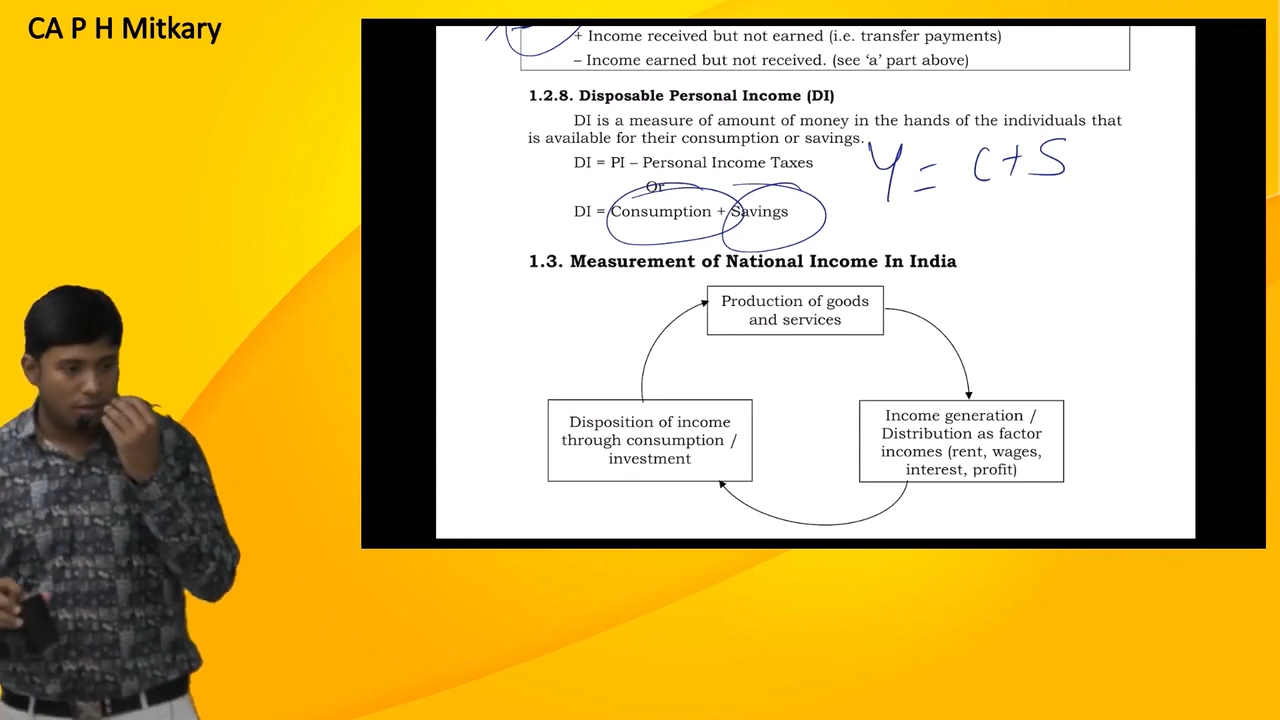 CA P H Mitkary
+ Income received but not earned (i.e. transfer payments)
– Income earned but not received. (see ‘a’ part above)
1.2.8. Disposable Personal Income (DI)
DI is a measure of amount of money in the hands of the individuals that
is available for their consumption or savings.
Y = C + S
DI = PI – Personal Income Taxes
Or
DI = Consumption + Savings
1.3. Measurement of National Income In India
Production of goods
and services
Disposition of income
through consumption /
investment
Income generation /
Distribution as factor
incomes (rent, wages,
interest, profit)